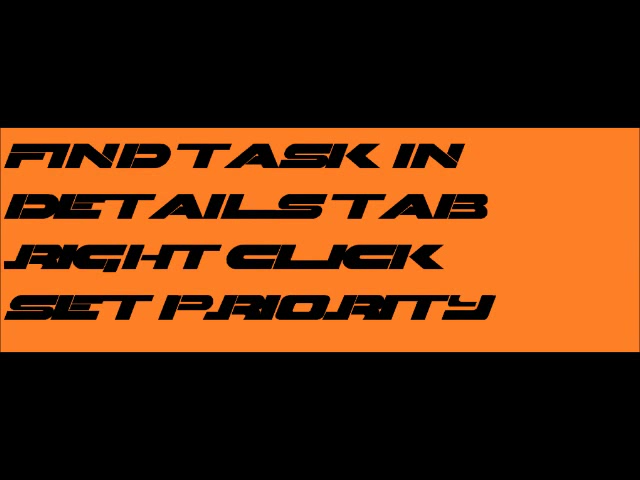 FIND TASK IN
DETAILS TAB
RIGHT CLICK
SET PRIORITY